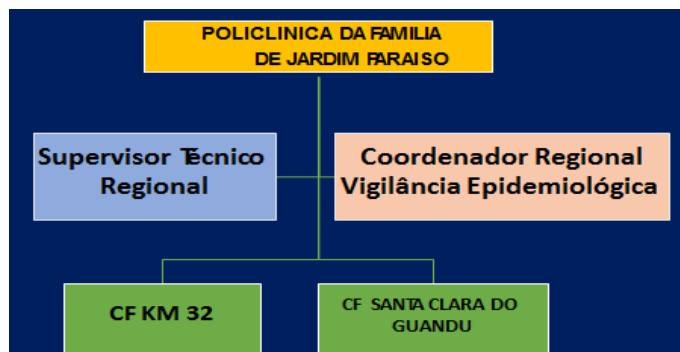 POLICLINICA DA FAMILIA
DE JARDIM PARAISO
Supervisor Técnico
Regional
Coordenador Regional
Vigilância Epidemiológica
CF KM 32
CF SANTA CLARA DO
GUANDU